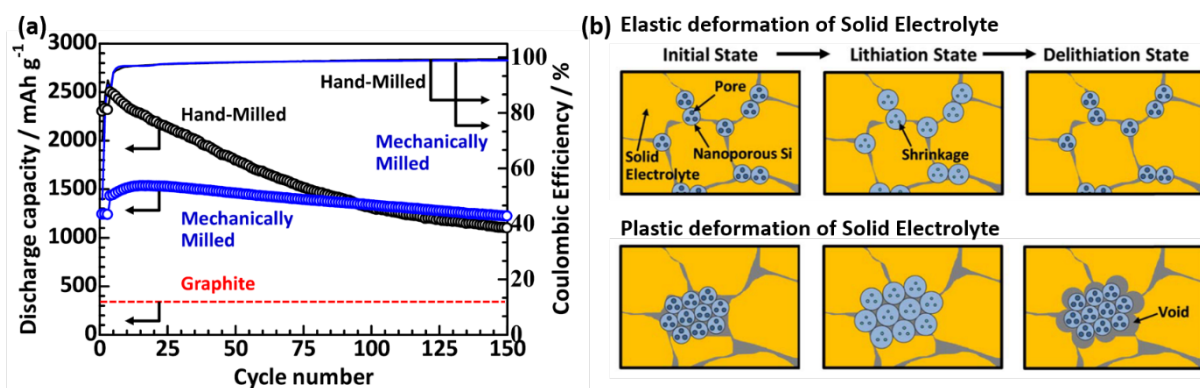 (a)
Discharge capacity / mAh g⁻¹
3000
2500
2000
1500
1000
500
0
Hand-Milled
Hand-Milled
Mechanically
Milled
Mechanically
Milled
Graphite
100
80
60
40
20
0
Coulombic Efficiency / %
0
25
50
75
100
125
150
Cycle number
(b)
Elastic deformation of Solid Electrolyte
Initial State
Lithiation State
Delithiation State
Pore
Solid
Electrolyte
Nanoporous Si
Shrinkage
Plastic deformation of Solid Electrolyte
Void